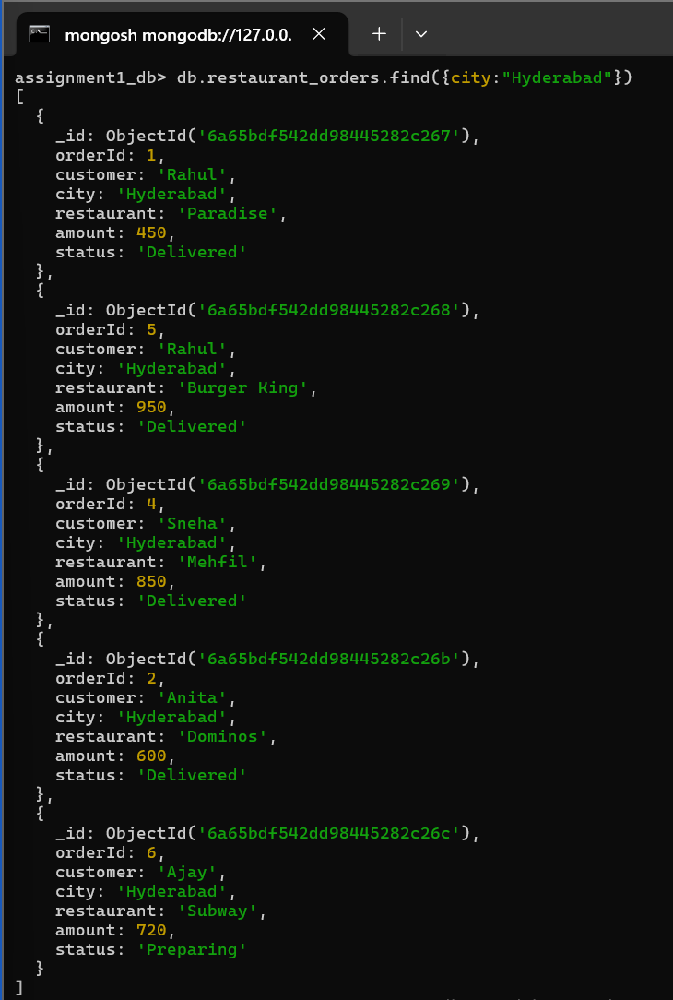 mongosh mongodb://127.0.0.
assignment1_db> db.restaurant_orders.find({city:"Hyderabad"})
[
  {
    _id: ObjectId('6a65bdf542dd98445282c267'),
    orderId: 1,
    customer: 'Rahul',
    city: 'Hyderabad',
    restaurant: 'Paradise',
    amount: 450,
    status: 'Delivered'
  },
  {
    _id: ObjectId('6a65bdf542dd98445282c268'),
    orderId: 5,
    customer: 'Rahul',
    city: 'Hyderabad',
    restaurant: 'Burger King',
    amount: 950,
    status: 'Delivered'
  },
  {
    _id: ObjectId('6a65bdf542dd98445282c269'),
    orderId: 4,
    customer: 'Sneha',
    city: 'Hyderabad',
    restaurant: 'Mehfil',
    amount: 850,
    status: 'Delivered'
  },
  {
    _id: ObjectId('6a65bdf542dd98445282c26b'),
    orderId: 2,
    customer: 'Anita',
    city: 'Hyderabad',
    restaurant: 'Dominos',
    amount: 600,
    status: 'Delivered'
  },
  {
    _id: ObjectId('6a65bdf542dd98445282c26c'),
    orderId: 6,
    customer: 'Ajay',
    city: 'Hyderabad',
    restaurant: 'Subway',
    amount: 720,
    status: 'Preparing'
  }
]